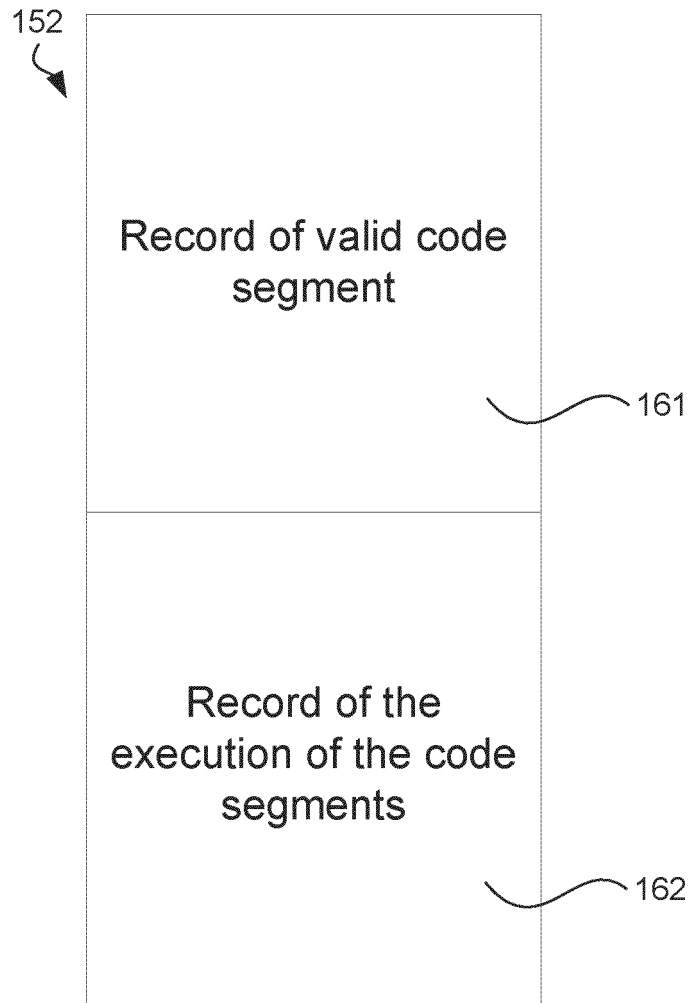 152
Record of valid code
segment
161
Record of the
execution of the code
segments
162